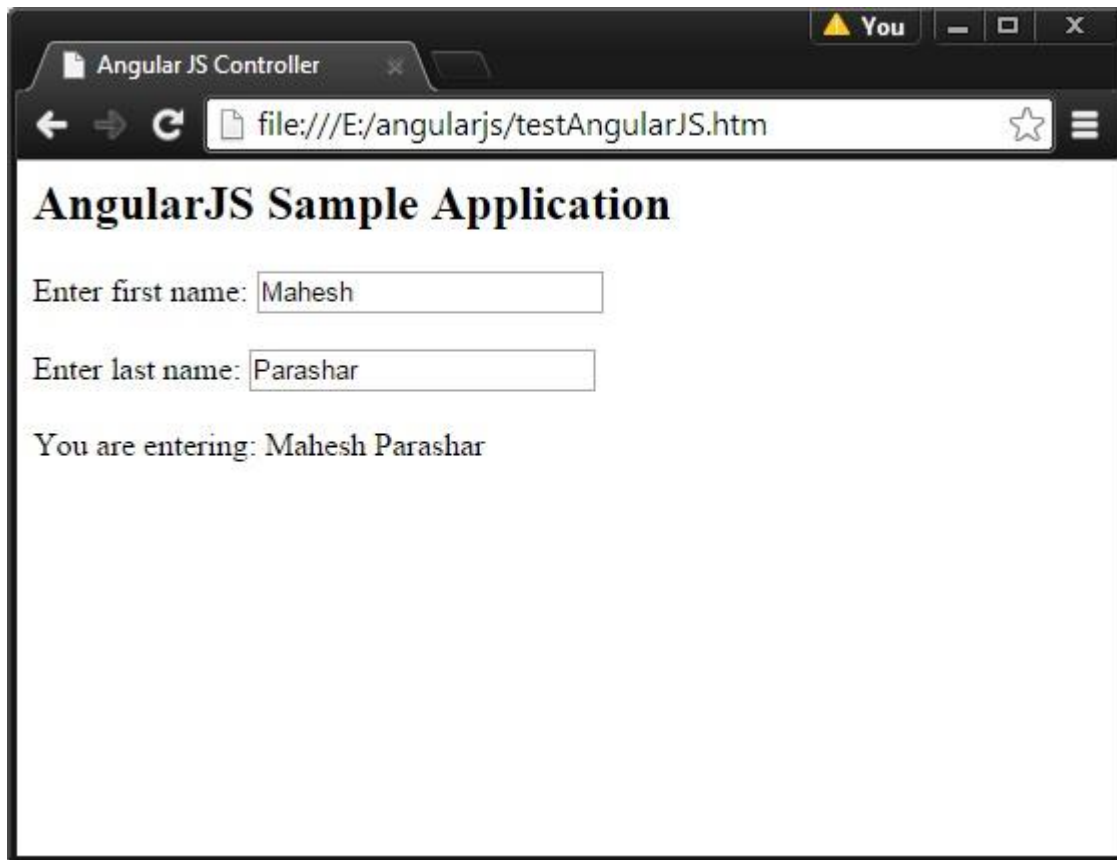 You
Angular JS Controller
file:///E:/angularjs/testAngularJS.htm
AngularJS Sample Application
Enter first name: Mahesh
Enter last name: Parashar
You are entering: Mahesh Parashar